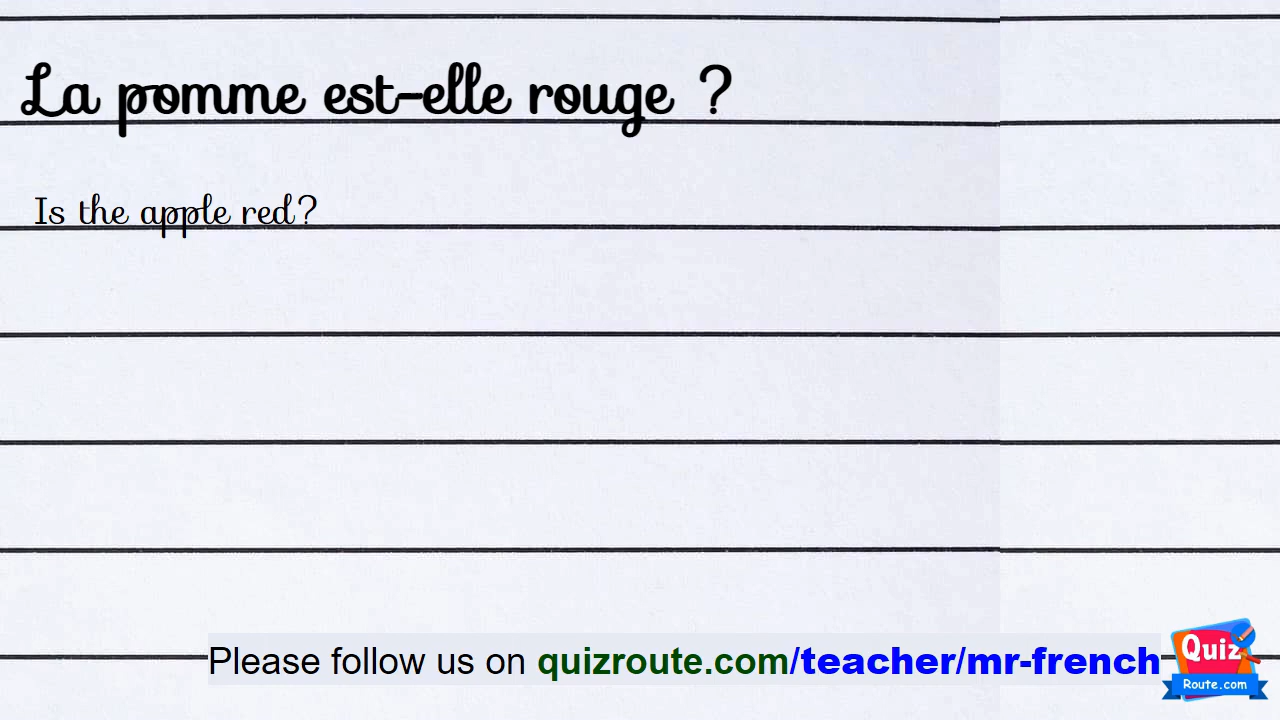 La pomme est-elle rouge ?
Is the apple red?
Please follow us on quizroute.com/teacher/mr-french
Quiz
Route.com